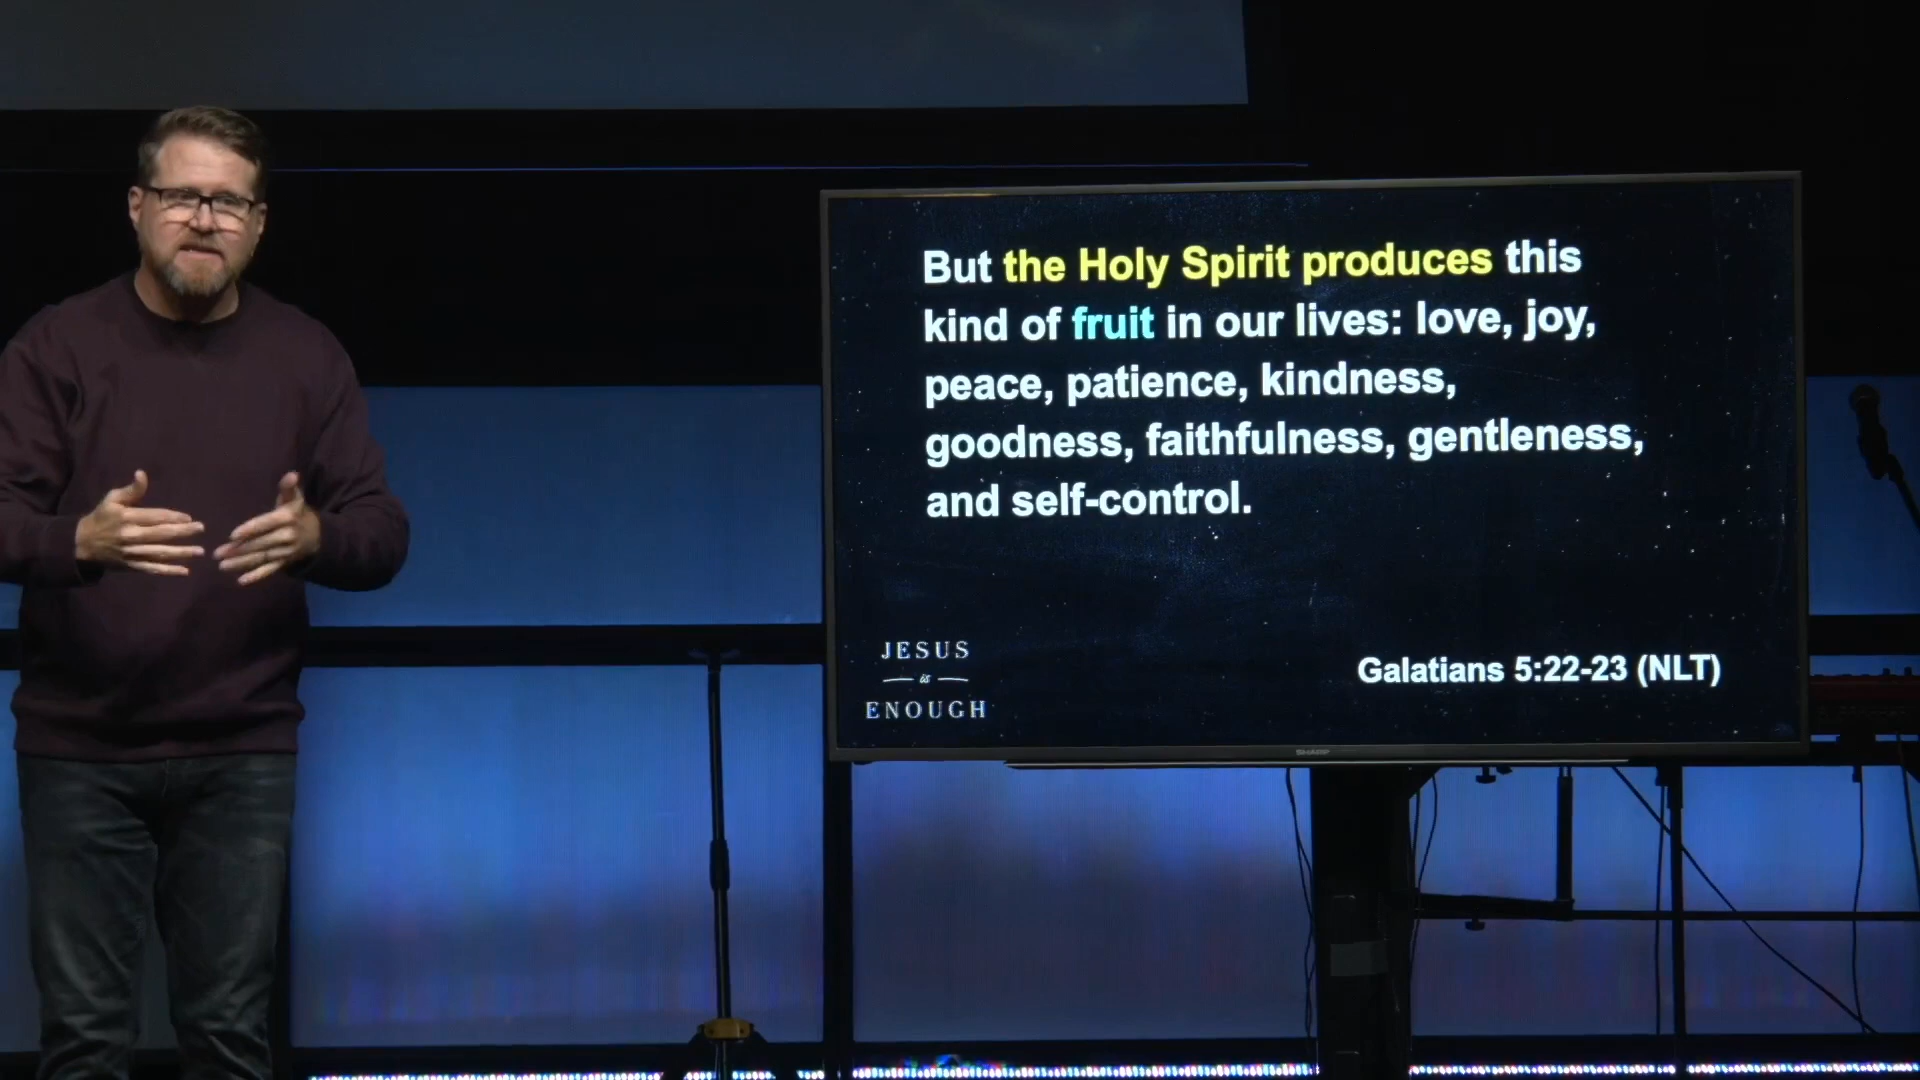 But the Holy Spirit produces this
kind of fruit in our lives: love, joy,
peace, patience, kindness,
goodness, faithfulness, gentleness,
and self-control.
JESUS
is
ENOUGH
Galatians 5:22-23 (NLT)
SHARP